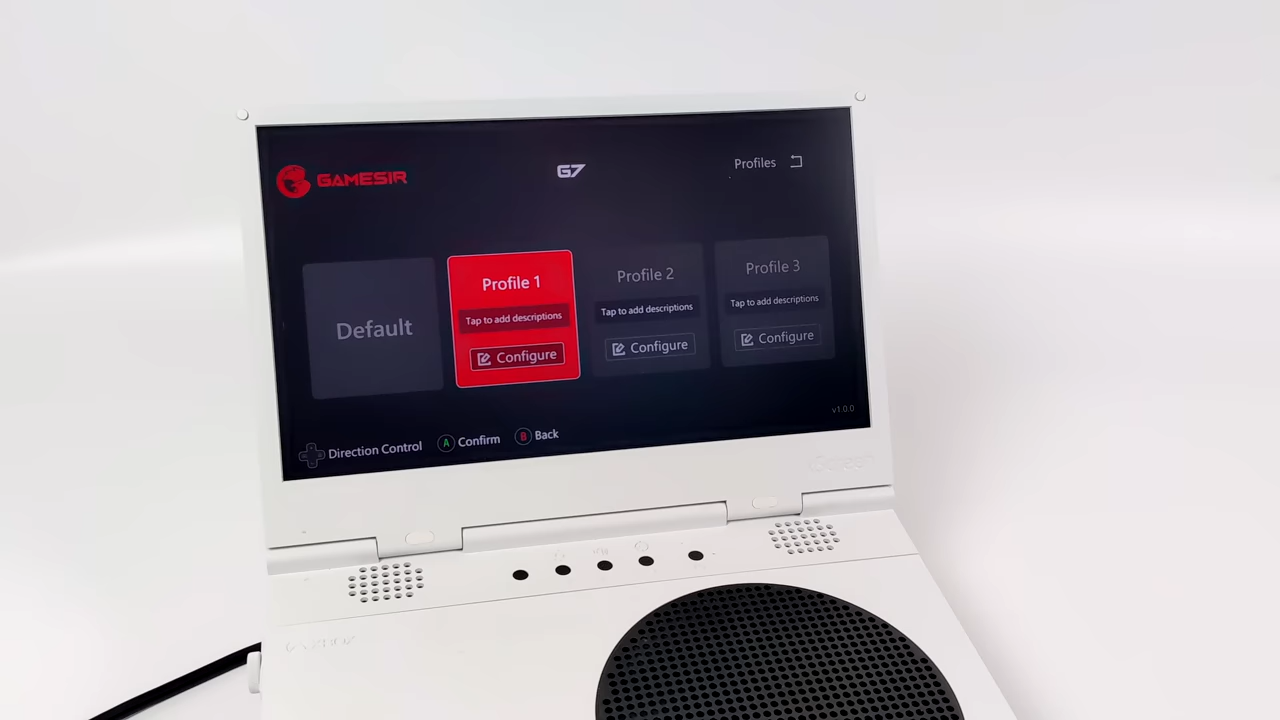 GAMESIR
G7
Profiles
Default
Profile 1
Tap to add descriptions
Configure
Profile 2
Tap to add descriptions
Configure
Profile 3
Tap to add descriptions
Configure
v1.0.0
Direction Control
A Confirm
B Back